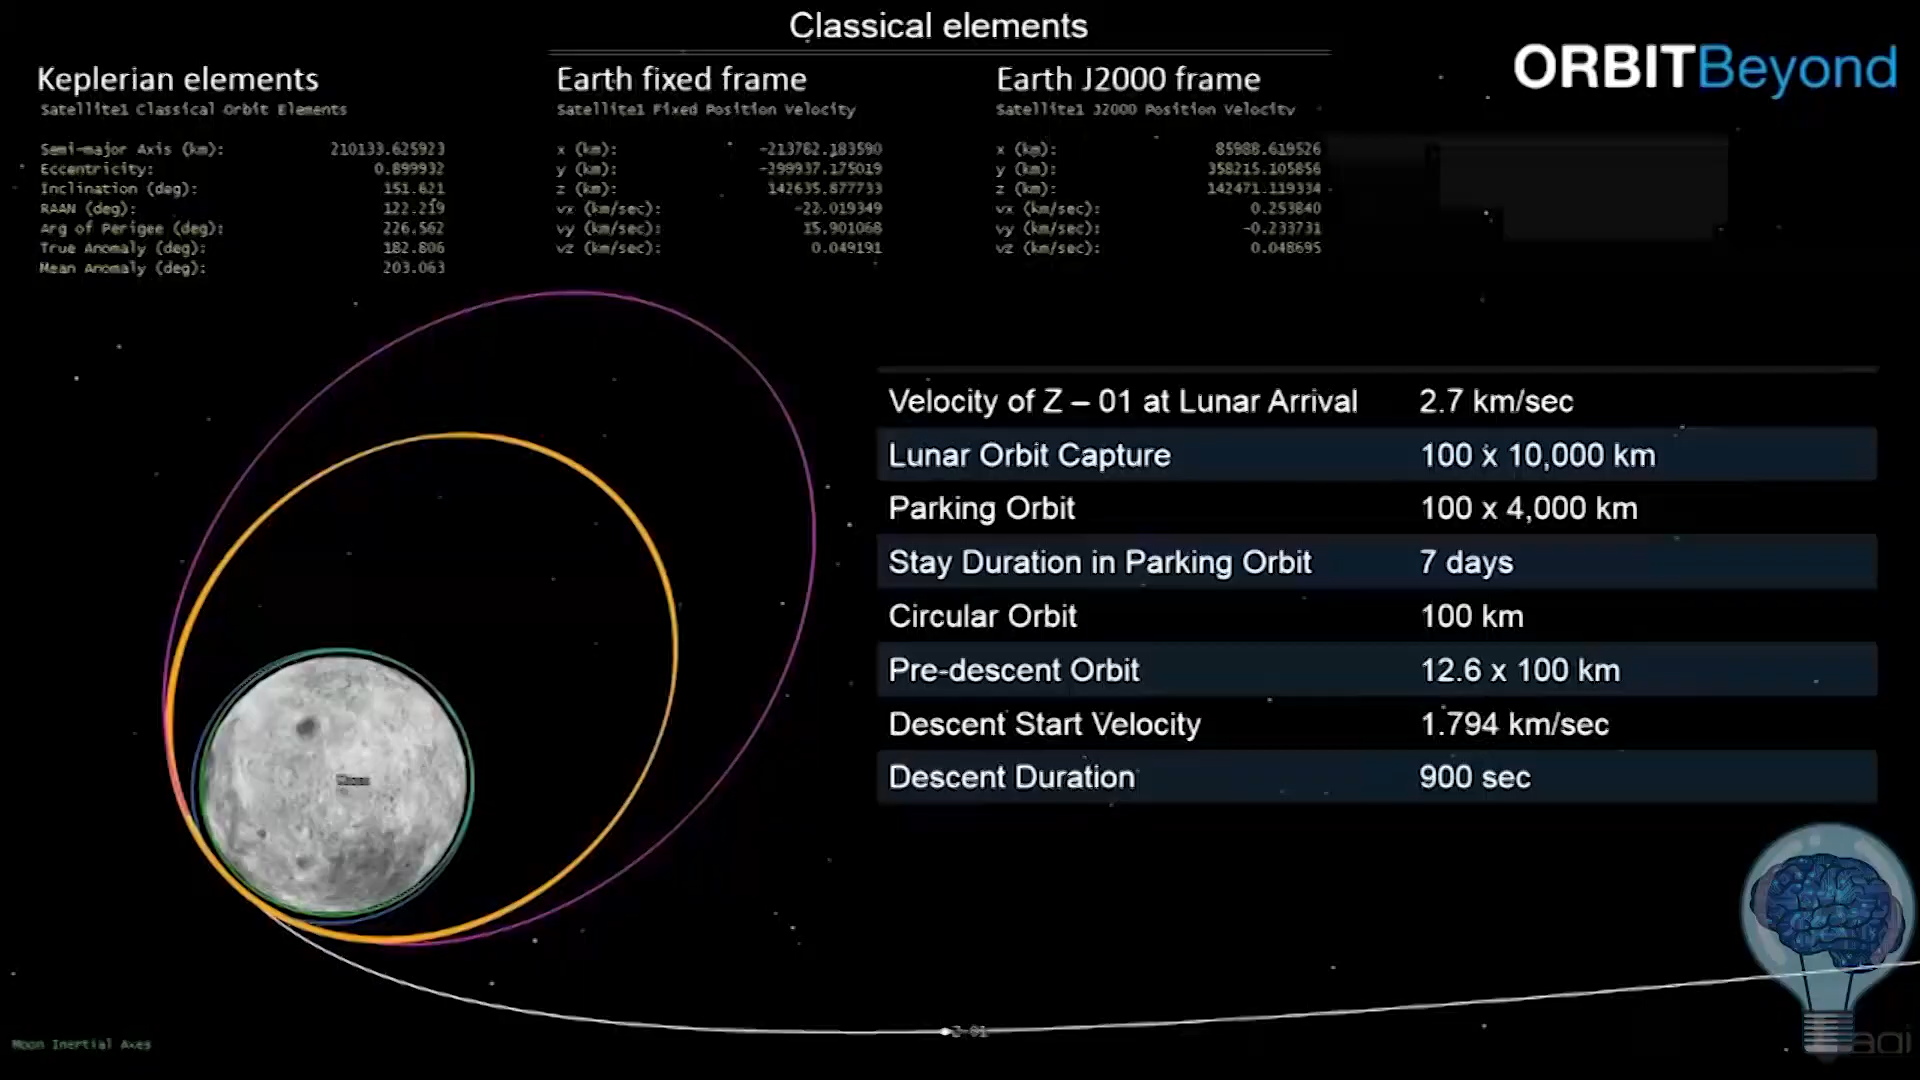 Classical elements
ORBITBeyond
Keplerian elements
Satellite1 Classical Orbit Elements
Semi-major Axis (km): 210133.625923
Eccentricity: 0.899932
Inclination (deg): 151.621
RAAN (deg): 122.219
Arg of Perigee (deg): 226.562
True Anomaly (deg): 182.806
Mean Anomaly (deg): 203.063
Earth fixed frame
Satellite1 Fixed Position Velocity
x (km): -213762.183590
y (km): -299937.175019
z (km): 142635.877733
vx (km/sec): -22.019349
vy (km/sec): 15.901068
vz (km/sec): 0.049191
Earth J2000 frame
Satellite1 J2000 Position Velocity
x (km): 85988.619526
y (km): 358215.105856
z (km): 142471.119334
vx (km/sec): 0.253840
vy (km/sec): -0.233731
vz (km/sec): 0.048695
Velocity of Z – 01 at Lunar Arrival 2.7 km/sec
Lunar Orbit Capture 100 x 10,000 km
Parking Orbit 100 x 4,000 km
Stay Duration in Parking Orbit 7 days
Circular Orbit 100 km
Pre-descent Orbit 12.6 x 100 km
Descent Start Velocity 1.794 km/sec
Descent Duration 900 sec
Z-01
Moon Inertial Axes
agi